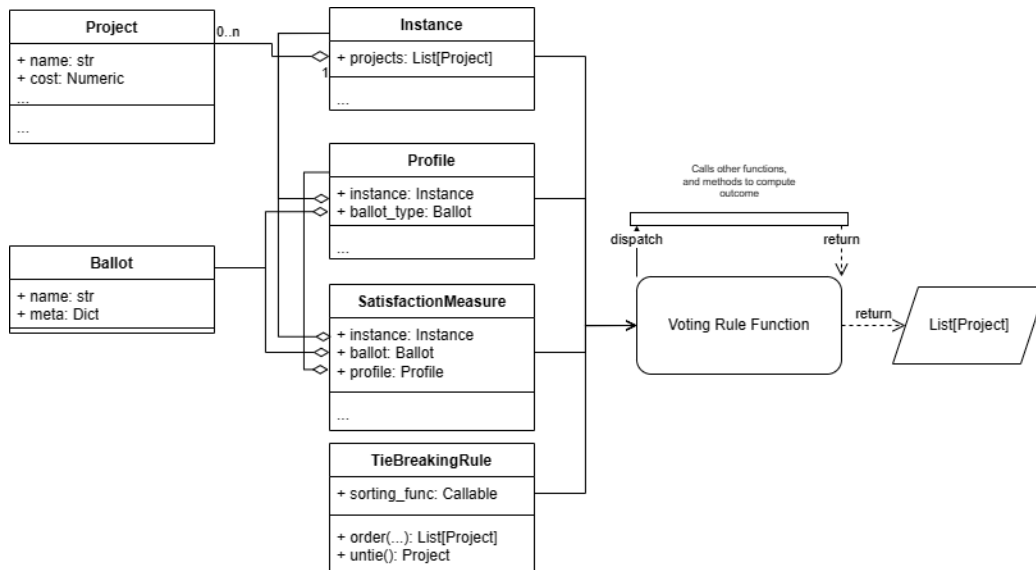 Project
+ name: str
+ cost: Numeric
...
...
0..n
1
Instance
+ projects: List[Project]
...
Profile
+ instance: Instance
+ ballot_type: Ballot
...
Ballot
+ name: str
+ meta: Dict
SatisfactionMeasure
+ instance: Instance
+ ballot: Ballot
+ profile: Profile
...
TieBreakingRule
+ sorting_func: Callable
+ order(...): List[Project]
+ untie(): Project
Calls other functions,
and methods to compute
outcome
dispatch
return
Voting Rule Function
return
List[Project]